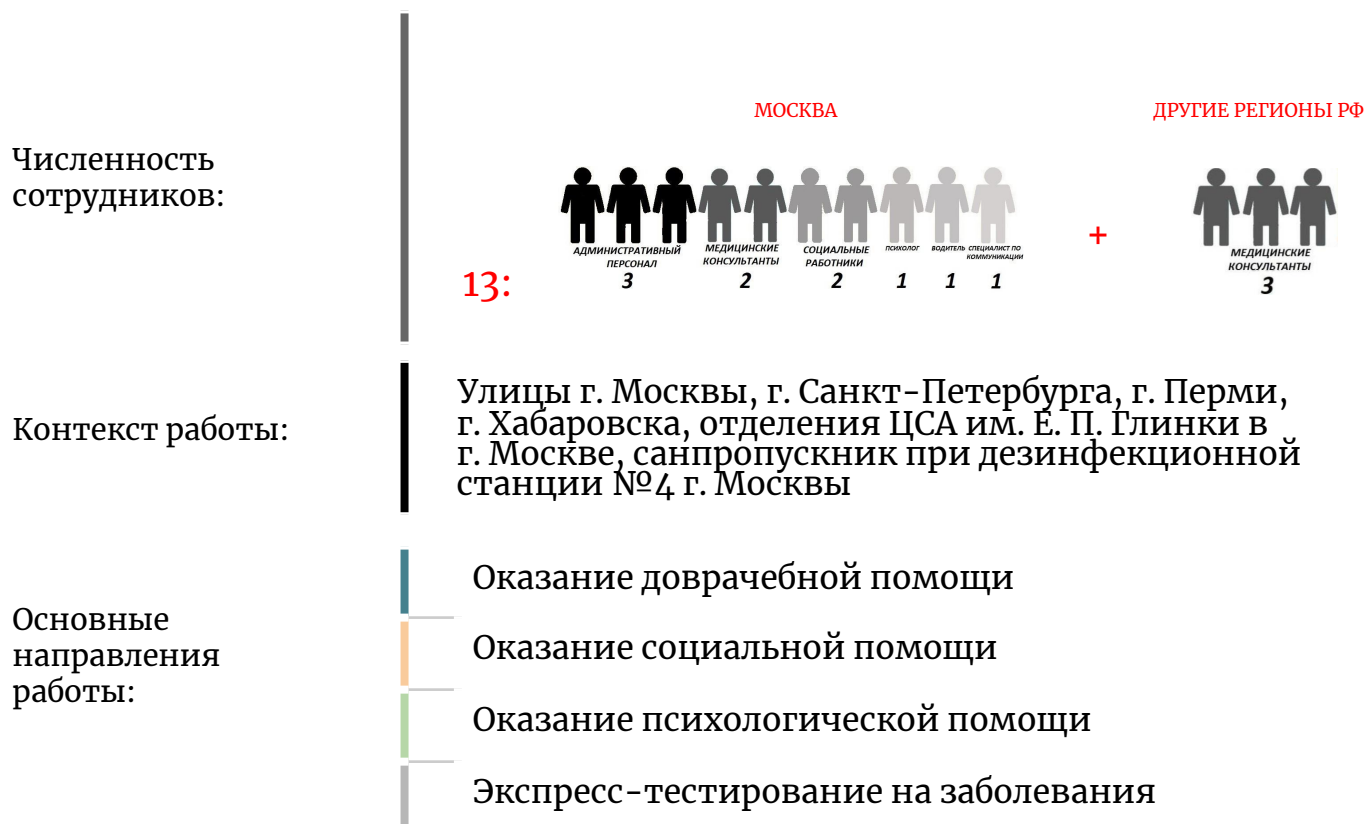 МОСКВА
ДРУГИЕ РЕГИОНЫ РФ
Численность
сотрудников:
АДМИНИСТРАТИВНЫЙ
ПЕРСОНАЛ
3
МЕДИЦИНСКИЕ
КОНСУЛЬТАНТЫ
2
СОЦИАЛЬНЫЕ
РАБОТНИКИ
2
ПСИХОЛОГ
1
ВОДИТЕЛЬ
1
СПЕЦИАЛИСТ ПО
КОММУНИКАЦИИ
1
+
МЕДИЦИНСКИЕ
КОНСУЛЬТАНТЫ
3
13:
Контекст работы:
Улицы г. Москвы, г. Санкт-Петербурга, г. Перми,
г. Хабаровска, отделения ЦСА им. Е. П. Глинки в
г. Москве, санпропускник при дезинфекционной
станции №4 г. Москвы
Основные
направления
работы:
Оказание доврачебной помощи
Оказание социальной помощи
Оказание психологической помощи
Экспресс-тестирование на заболевания